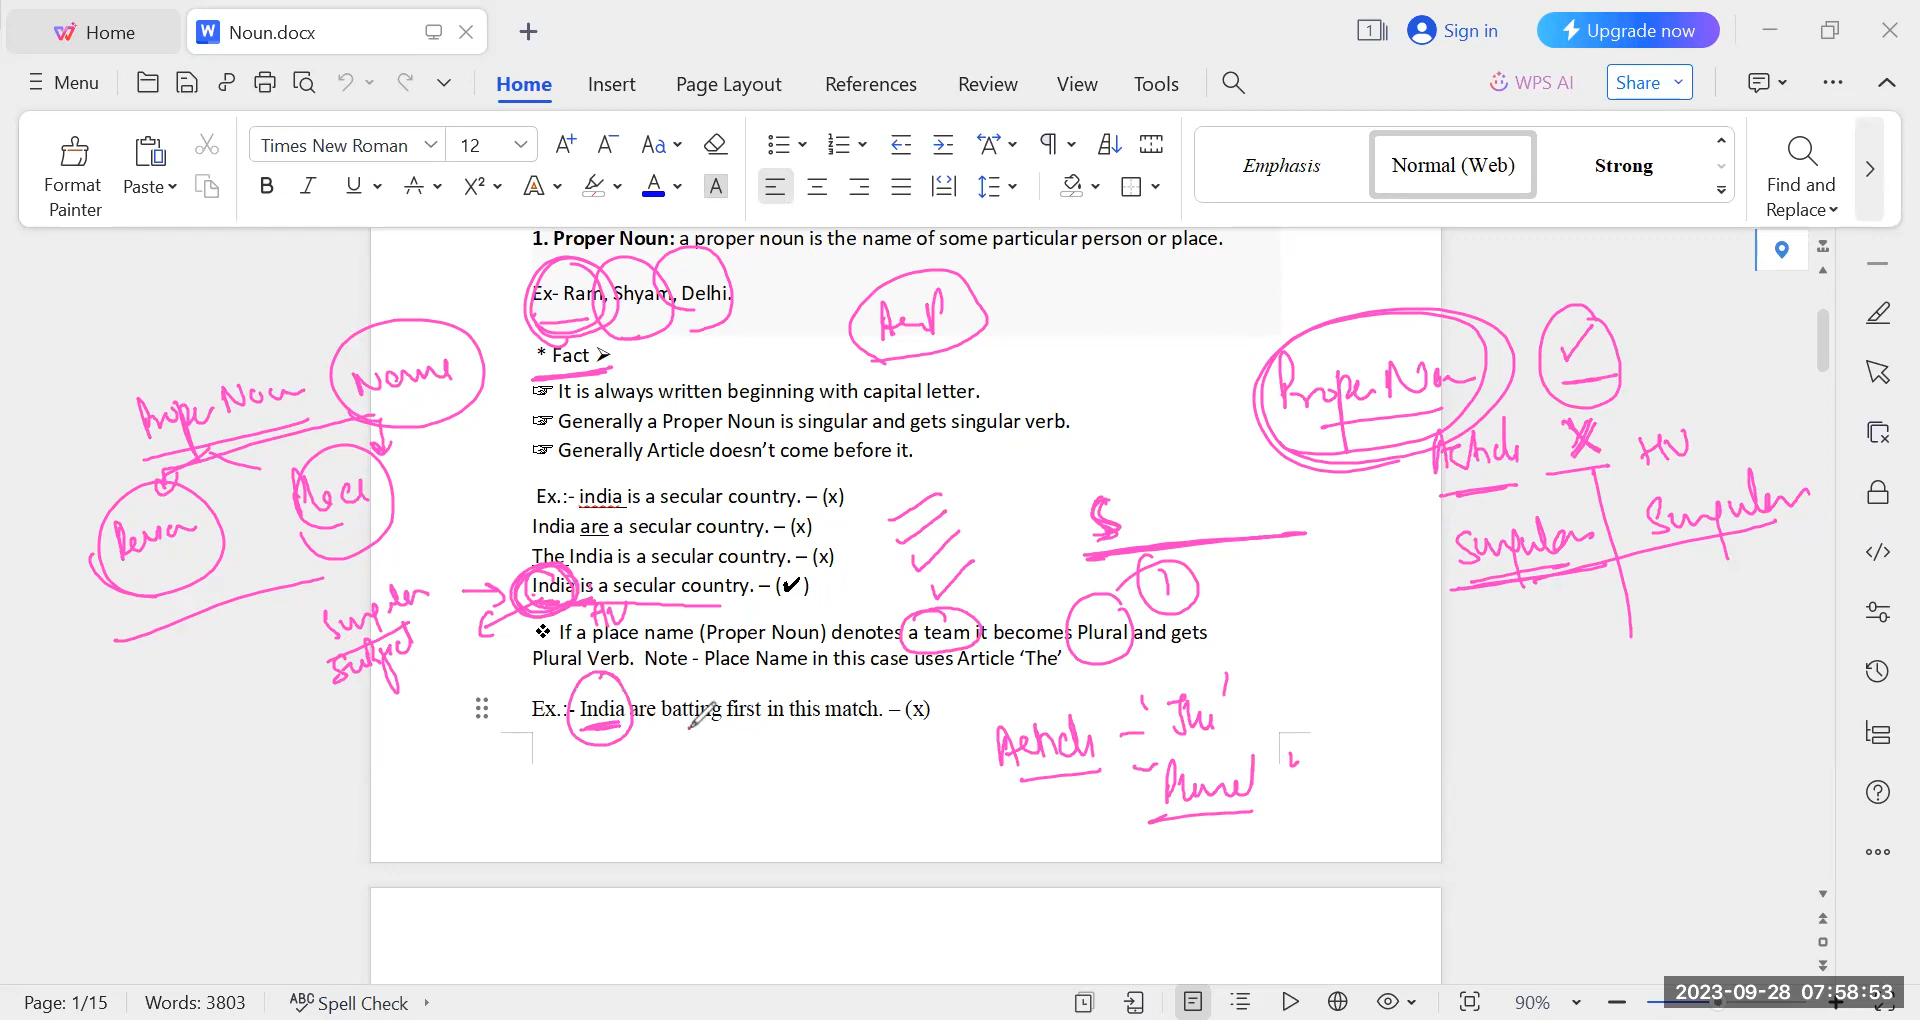 Home
Noun.docx
1
Sign in
Upgrade now
Menu
Home
Insert
Page Layout
References
Review
View
Tools
WPS AI
Share
Format
Painter
Paste
Times New Roman
12
Emphasis
Normal (Web)
Strong
Find and
Replace
1. Proper Noun: a proper noun is the name of some particular person or place.
Ex- Ram, Shyam, Delhi.
* Fact ➢
☞ It is always written beginning with capital letter.
☞ Generally a Proper Noun is singular and gets singular verb.
☞ Generally Article doesn’t come before it.
Ex.:- india is a secular country. – (x)
India are a secular country. – (x)
The India is a secular country. – (x)
India is a secular country. – (✔)
❖ If a place name (Proper Noun) denotes a team it becomes Plural and gets
Plural Verb. Note - Place Name in this case uses Article ‘The’
Ex.:- India are batting first in this match. – (x)
Name
Proper Noun
Person
Place
HV
Proper Noun
Article
X
HV
Singular
Singular
S
1
Article - 'The'
- Plural
Page: 1/15
Words: 3803
ABC Spell Check
90%
2023-09-28 07:58:53